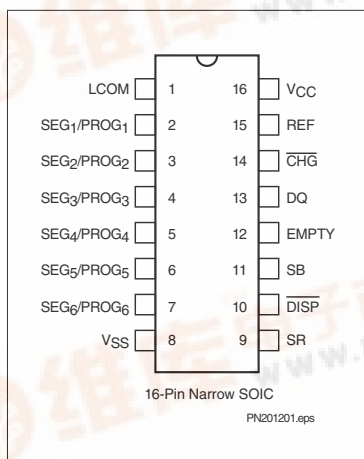 LCOM 1 16 VCC
SEG1/PROG1 2 15 REF
SEG2/PROG2 3 14 CHG
SEG3/PROG3 4 13 DQ
SEG4/PROG4 5 12 EMPTY
SEG5/PROG5 6 11 SB
SEG6/PROG6 7 10 DISP
VSS 8 9 SR
16-Pin Narrow SOIC
PN201201.eps